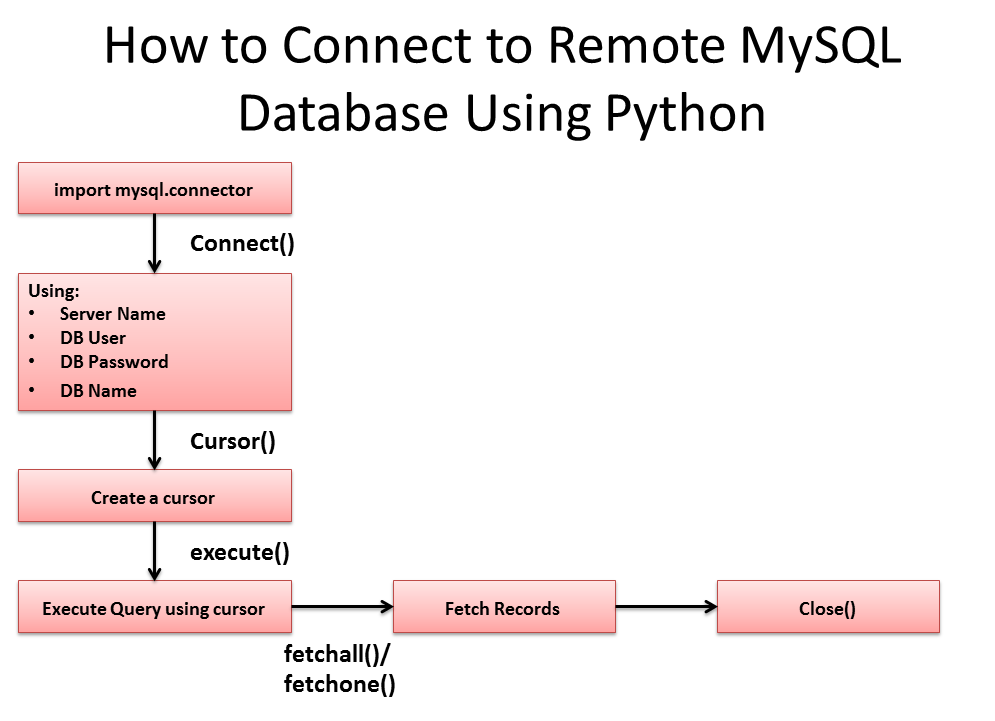 How to Connect to Remote MySQL
Database Using Python
import mysql.connector
Connect()
Using:
• Server Name
• DB User
• DB Password
• DB Name
Cursor()
Create a cursor
execute()
Execute Query using cursor
Fetch Records
Close()
fetchall()/
fetchone()